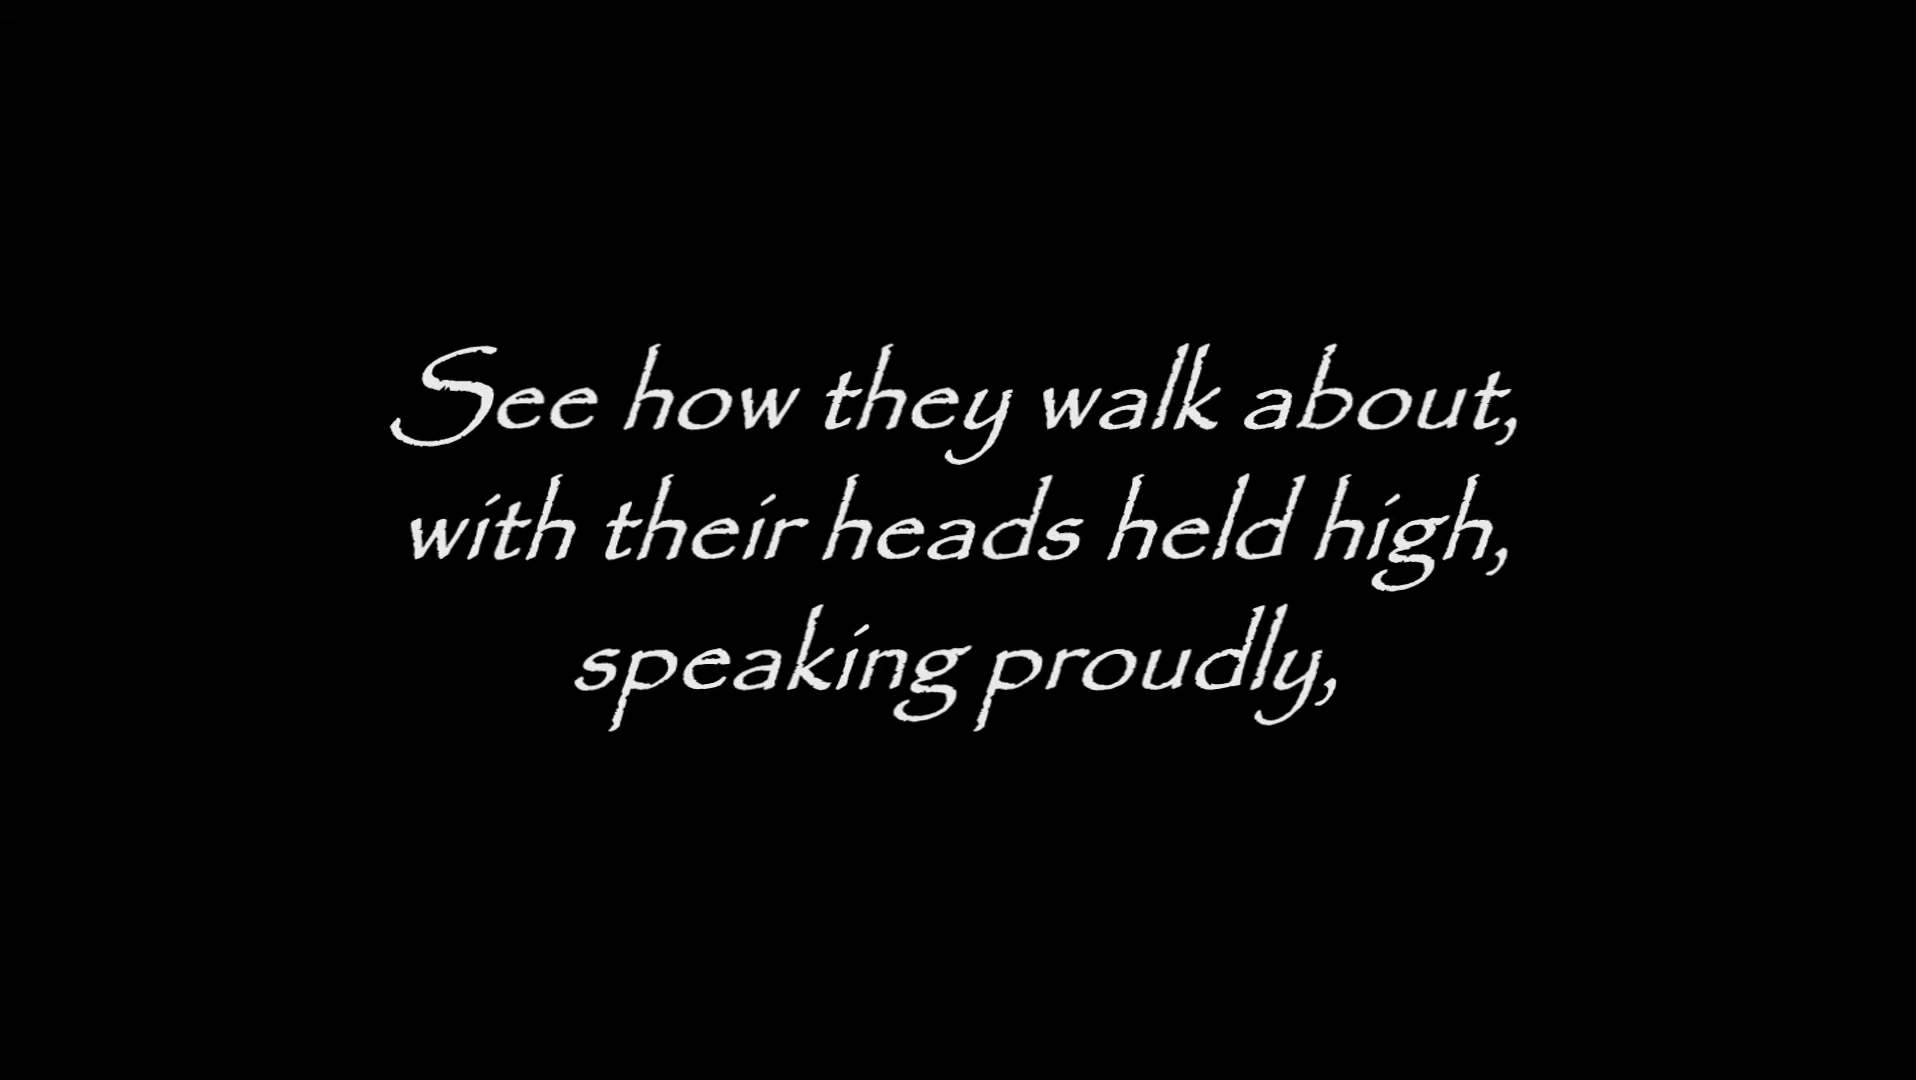 See how they walk about,
with their heads held high,
speaking proudly,